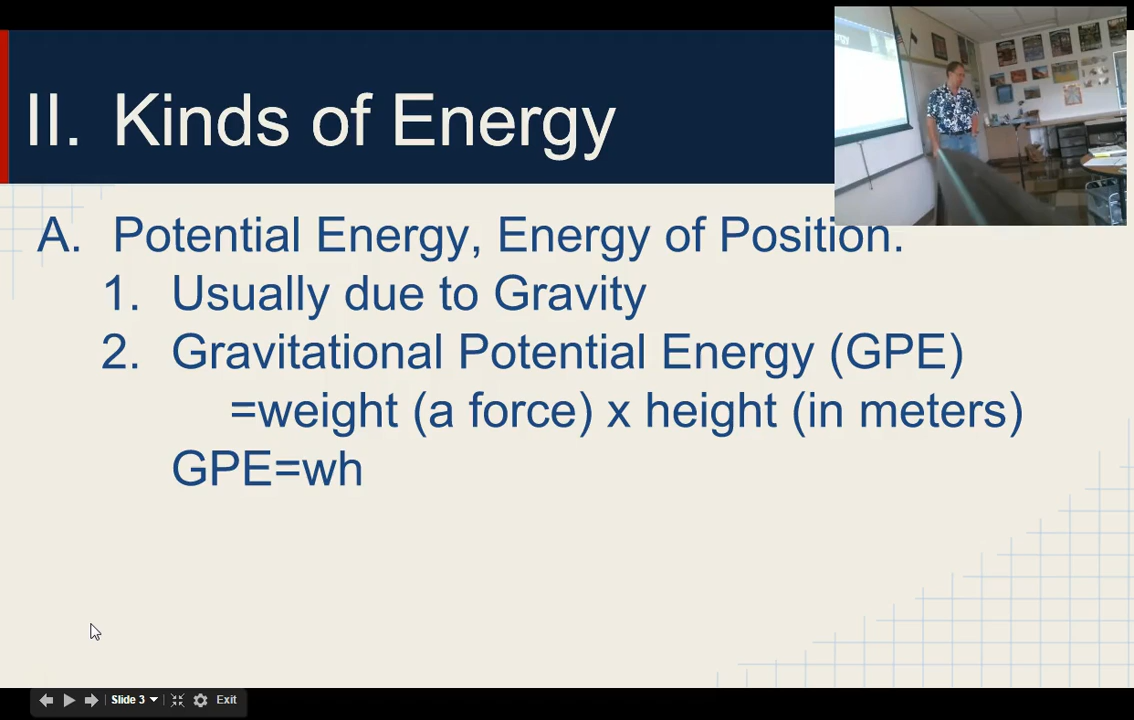 II. Kinds of Energy
A. Potential Energy, Energy of Position.
1. Usually due to Gravity
2. Gravitational Potential Energy (GPE)
=weight (a force) x height (in meters)
GPE=wh
Slide 3
Exit